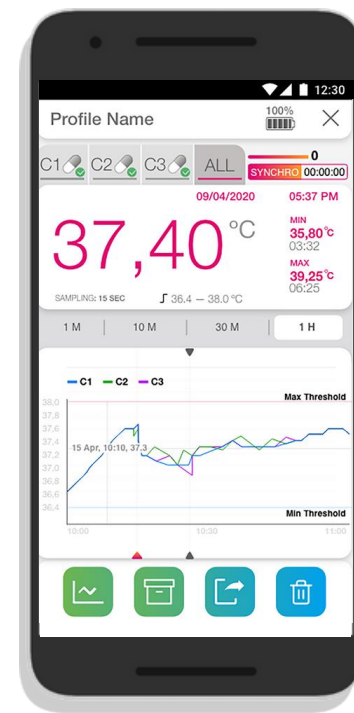 12:30
Profile Name 100%
C1 C2 C3 ALL 0
SYNCHRO 00:00:00
09/04/2020 05:37 PM
37,40 °C
MIN
35,80 °C
03:32
MAX
39,25 °C
06:25
SAMPLING: 15 SEC 36.4 — 38.0 °C
1 M | 10 M | 30 M | 1 H
C1 C2 C3
Max Threshold
38.0
37.8
37.6
37.4
15 Apr, 10:10, 37.3
37.2
37.0
36.8
36.6
36.4
Min Threshold
10:00 10:30 11:00